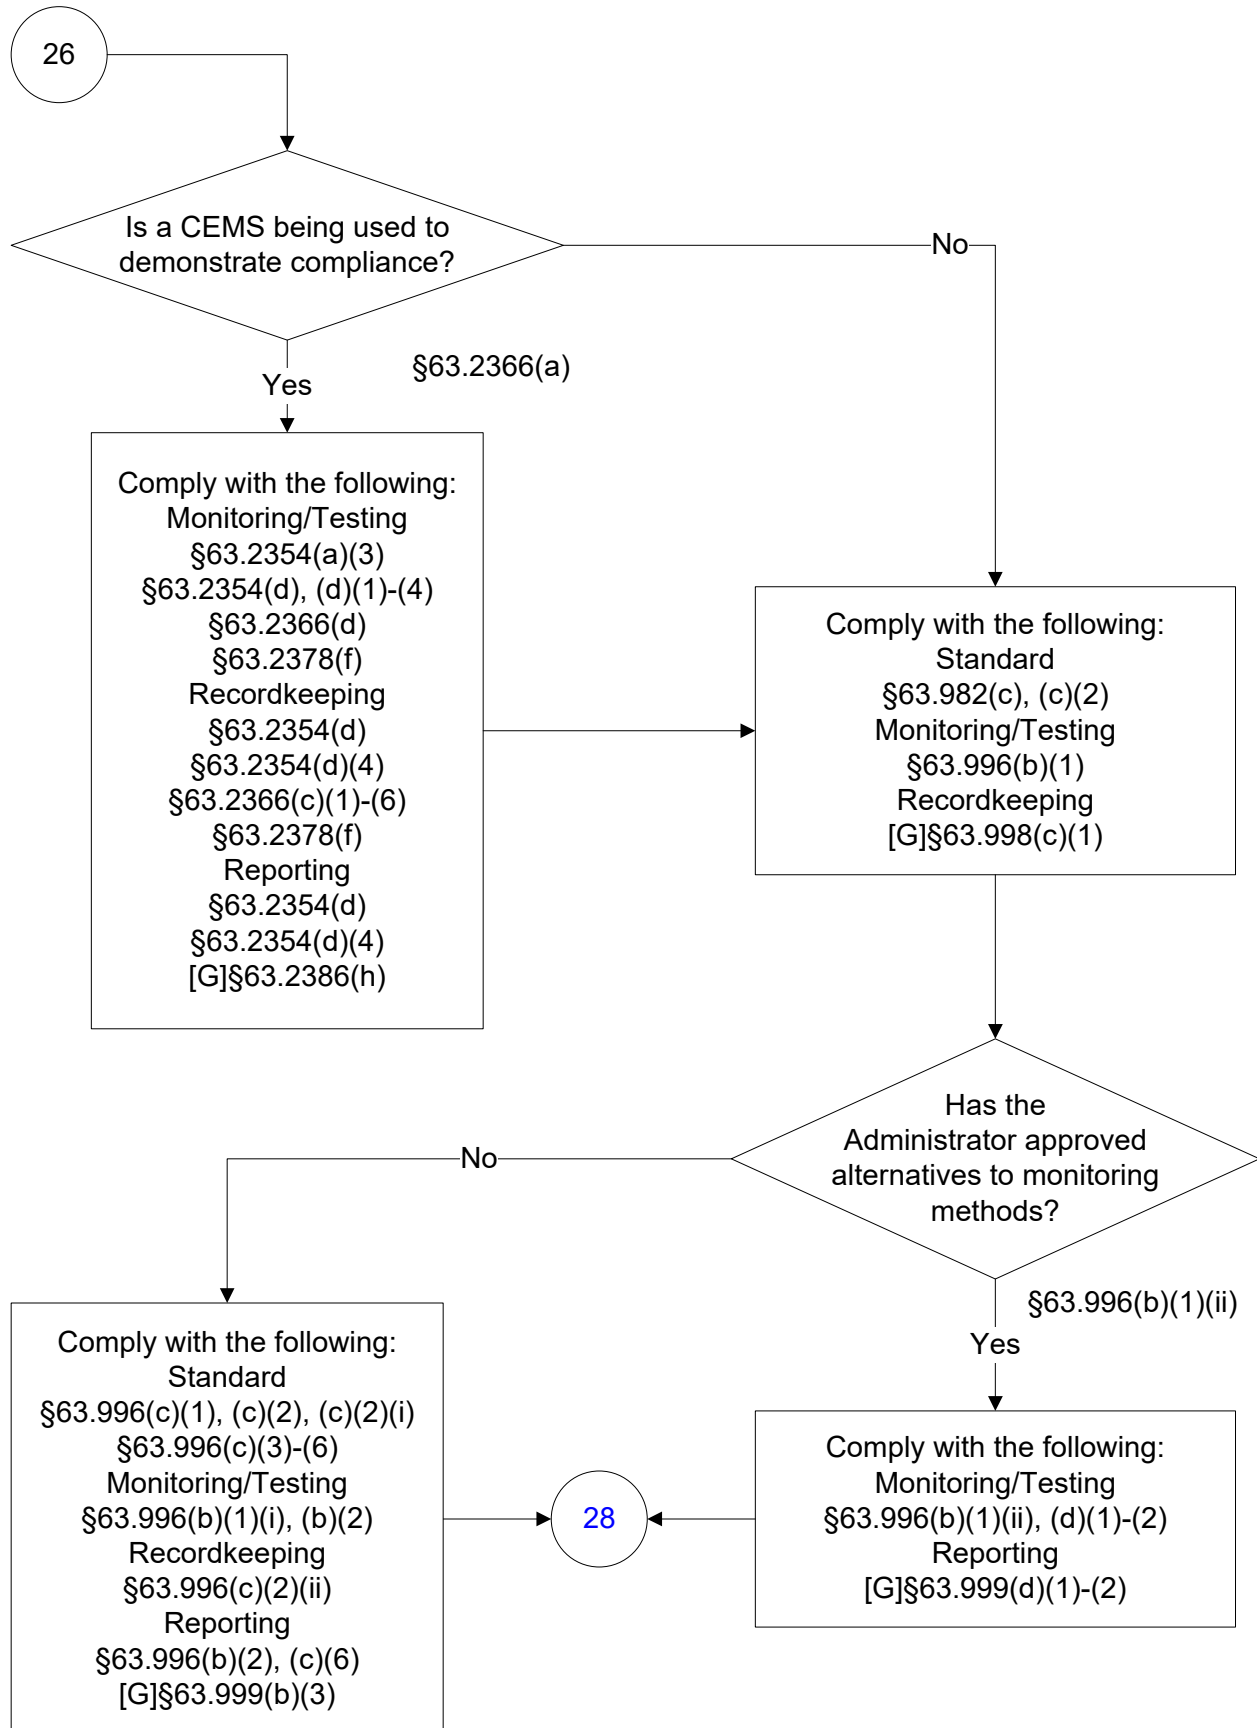 26
Is a CEMS being used to
demonstrate compliance?
No
Yes
§63.2366(a)
Comply with the following:
Monitoring/Testing
§63.2354(a)(3)
§63.2354(d), (d)(1)-(4)
§63.2366(d)
§63.2378(f)
Recordkeeping
§63.2354(d)
§63.2354(d)(4)
§63.2366(c)(1)-(6)
§63.2378(f)
Reporting
§63.2354(d)
§63.2354(d)(4)
[G]§63.2386(h)
Comply with the following:
Standard
§63.982(c), (c)(2)
Monitoring/Testing
§63.996(b)(1)
Recordkeeping
[G]§63.998(c)(1)
Has the
Administrator approved
alternatives to monitoring
methods?
No
§63.996(b)(1)(ii)
Yes
Comply with the following:
Standard
§63.996(c)(1), (c)(2), (c)(2)(i)
§63.996(c)(3)-(6)
Monitoring/Testing
§63.996(b)(1)(i), (b)(2)
Recordkeeping
§63.996(c)(2)(ii)
Reporting
§63.996(b)(2), (c)(6)
[G]§63.999(b)(3)
28
Comply with the following:
Monitoring/Testing
§63.996(b)(1)(ii), (d)(1)-(2)
Reporting
[G]§63.999(d)(1)-(2)